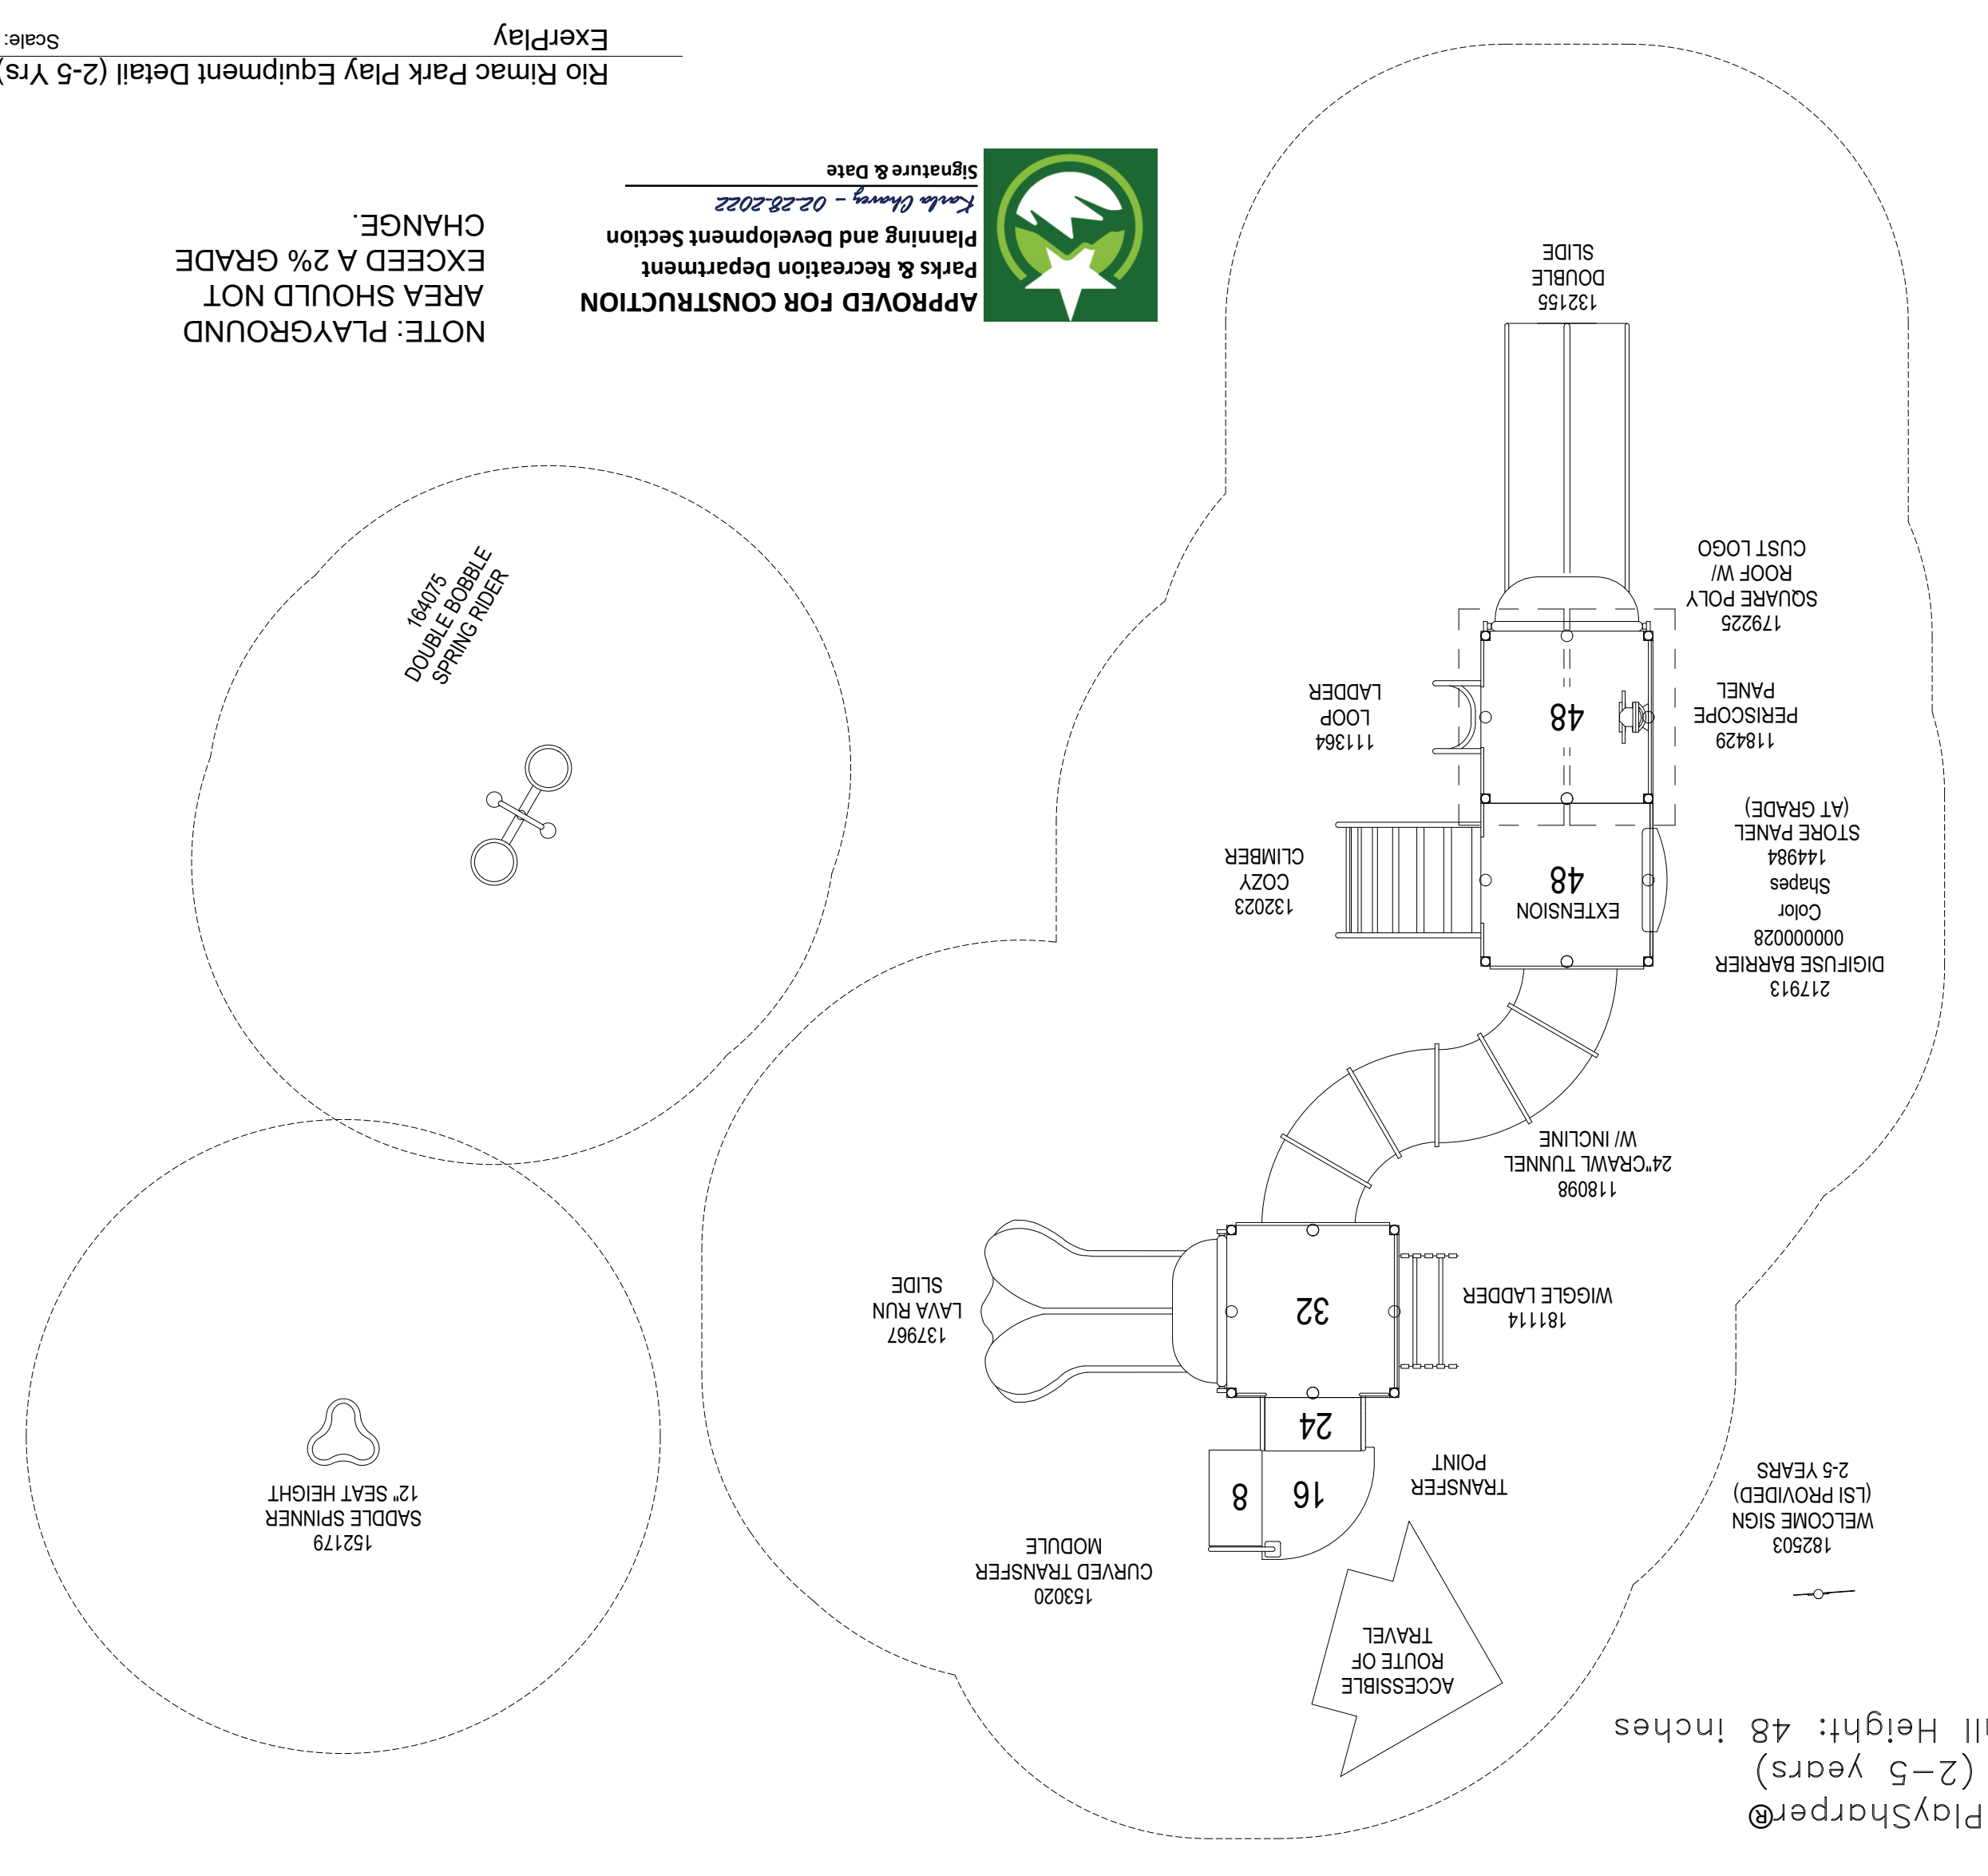 PlaySharper®
(2-5 years)
Height: 48 inches
ACCESSIBLE
ROUTE OF
TRAVEL
182503
WELCOME SIGN
(LSI PROVIDED)
2-5 YEARS
TRANSFER
POINT
153020
CURVED TRANSFER
MODULE
8
16
24
32
152179
SADDLE SPINNER
12" SEAT HEIGHT
181114
WIGGLE LADDER
137967
LAVA RUN
SLIDE
118098
24"CRAWL TUNNEL
W/ INCLINE
217913
DIGIFUSE BARRIER
000000028
Color
Shapes
144984
STORE PANEL
(AT GRADE)
EXTENSION
48
132023
COZY
CLIMBER
118429
PERISCOPE
PANEL
48
111364
LOOP
LADDER
179225
SQUARE POLY
ROOF W/
CUST LOGO
164075
DOUBLE BOBBLE
SPRING RIDER
132155
DOUBLE
SLIDE
NOTE: PLAYGROUND
AREA SHOULD NOT
EXCEED A 2% GRADE
CHANGE.
APPROVED FOR CONSTRUCTION
Parks & Recreation Department
Planning and Development Section
Karla Chavez - 02-28-2022
Signature & Date
Rio Rimac Park Play Equipment Detail (2-5 Yrs)
ExerPlay
Scale: